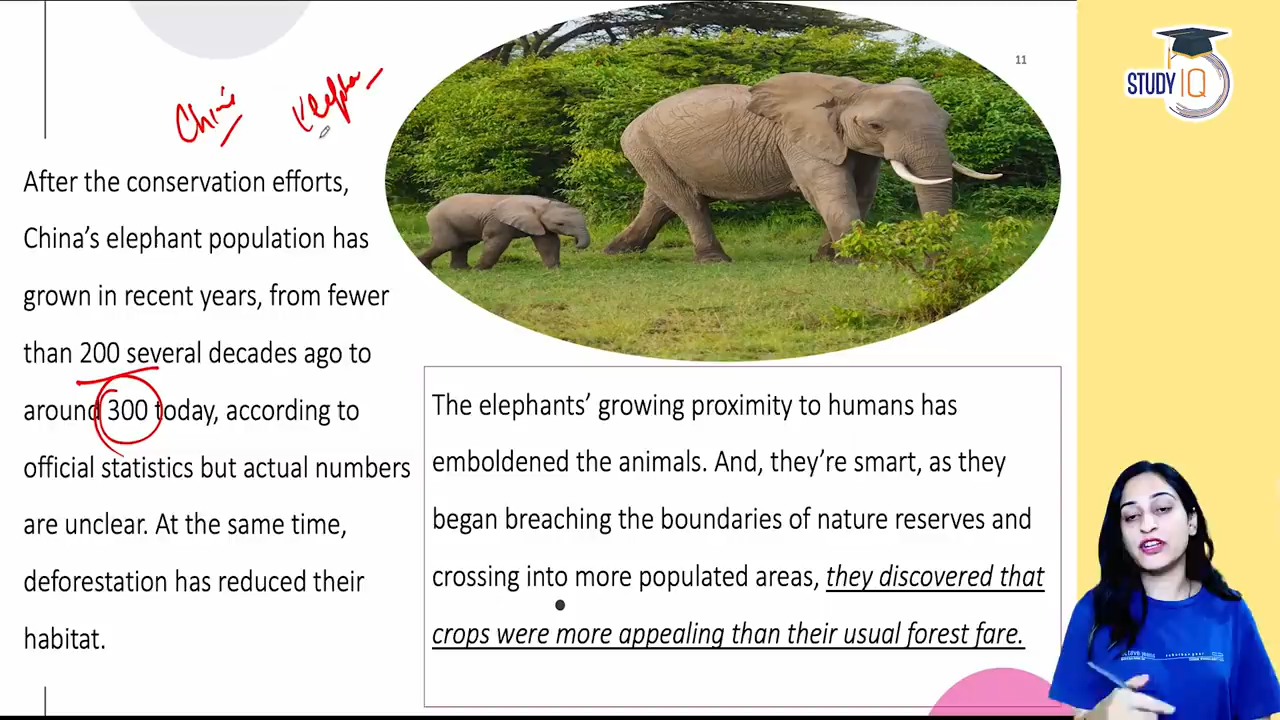 11
STUDY IQ
China
After the conservation efforts,
China's elephant population has
grown in recent years, from fewer
than 200 several decades ago to
around 300 today, according to
official statistics but actual numbers
are unclear. At the same time,
deforestation has reduced their
habitat.
The elephants' growing proximity to humans has
emboldened the animals. And, they're smart, as they
began breaching the boundaries of nature reserves and
crossing into more populated areas, they discovered that
crops were more appealing than their usual forest fare.